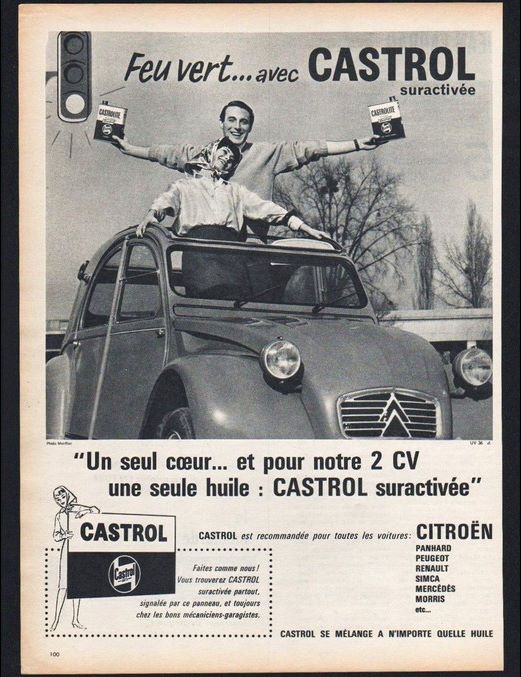 Feu vert... avec CASTROL
suractivée
CASTROLITE
CASTROLITE
UV 36
"Un seul cœur... et pour notre 2 CV
une seule huile : CASTROL suractivée"
CASTROL
Castrol
CASTROL est recommandée pour toutes les voitures: CITROËN
PANHARD
PEUGEOT
RENAULT
SIMCA
MERCÉDÈS
MORRIS
etc...
Faites comme nous!
Vous trouverez CASTROL
suractivée partout,
signalée par ce panneau, et toujours
chez les bons mécaniciens-garagistes.
CASTROL SE MÉLANGE A N'IMPORTE QUELLE HUILE
100